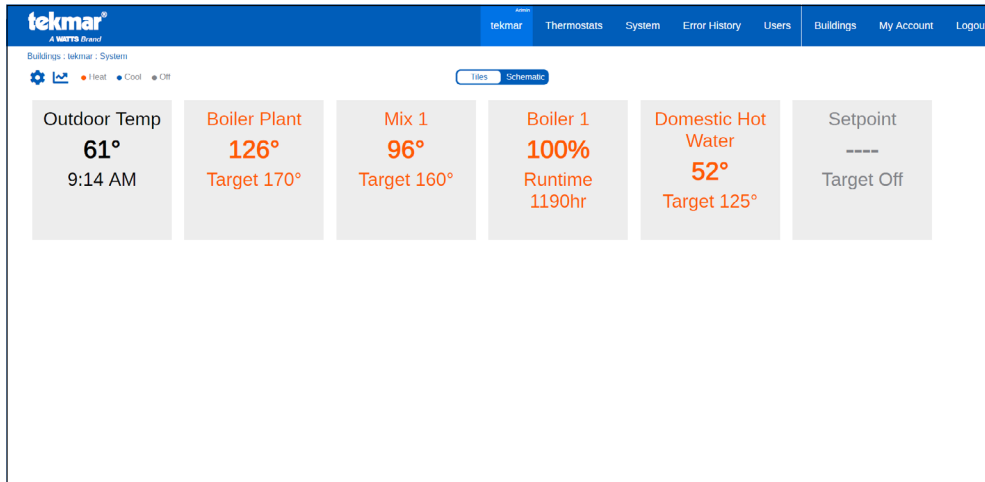 tekmar®
A WATTS Brand
Admin
tekmar Thermostats System Error History Users Buildings My Account Logou
Buildings : tekmar : System
Heat Cool Off
Tiles Schematic
Outdoor Temp
61°
9:14 AM
Boiler Plant
126°
Target 170°
Mix 1
96°
Target 160°
Boiler 1
100%
Runtime
1190hr
Domestic Hot
Water
52°
Target 125°
Setpoint
----
Target Off